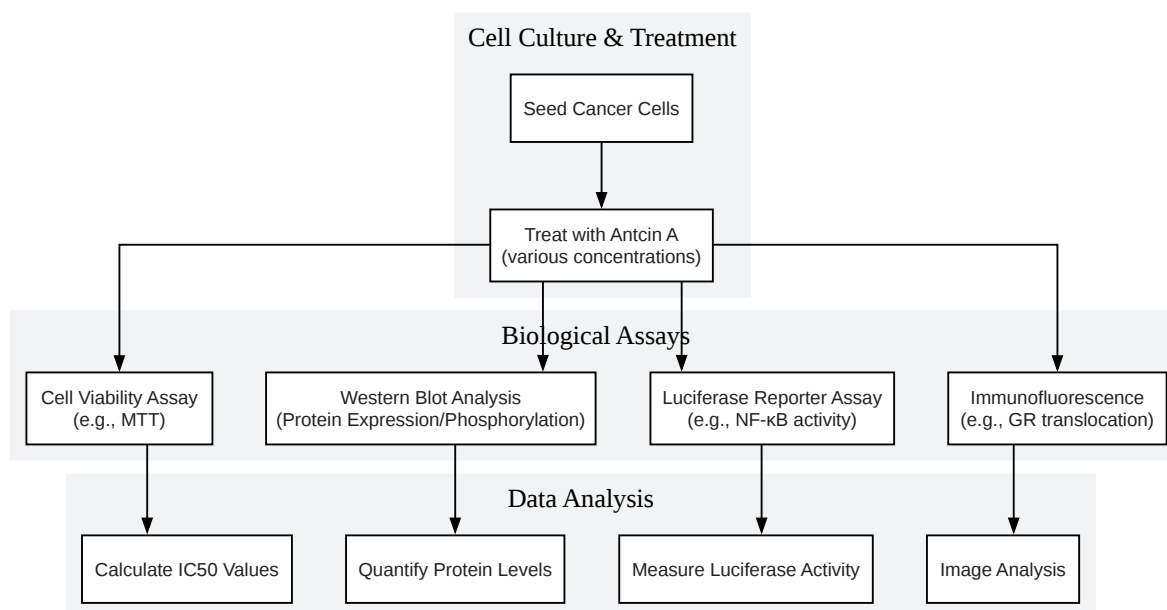 Cell Culture & Treatment
Seed Cancer Cells
Treat with Antcin A
(various concentrations)
Biological Assays
Cell Viability Assay
(e.g., MTT)
Western Blot Analysis
(Protein Expression/Phosphorylation)
Luciferase Reporter Assay
(e.g., NF-κB activity)
Immunofluorescence
(e.g., GR translocation)
Data Analysis
Calculate IC50 Values
Quantify Protein Levels
Measure Luciferase Activity
Image Analysis